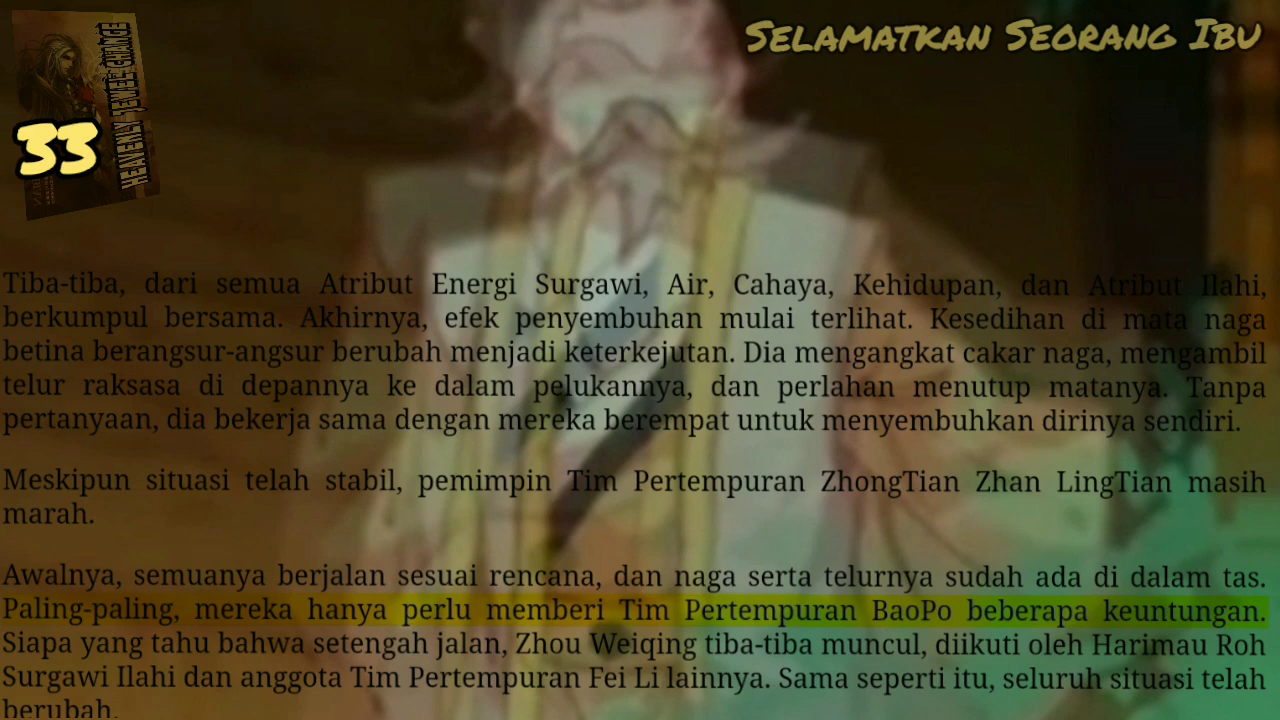 Selamatkan Seorang Ibu
HEAVENLY JEWEL CHANGE
33
Tiba-tiba, dari semua Atribut Energi Surgawi, Air, Cahaya, Kehidupan, dan Atribut Ilahi,
berkumpul bersama. Akhirnya, efek penyembuhan mulai terlihat. Kesedihan di mata naga
betina berangsur-angsur berubah menjadi keterkejutan. Dia mengangkat cakar naga, mengambil
telur raksasa di depannya ke dalam pelukannya, dan perlahan menutup matanya. Tanpa
pertanyaan, dia bekerja sama dengan mereka berempat untuk menyembuhkan dirinya sendiri.
Meskipun situasi telah stabil, pemimpin Tim Pertempuran ZhongTian Zhan LingTian masih
marah.
Awalnya, semuanya berjalan sesuai rencana, dan naga serta telurnya sudah ada di dalam tas.
Paling-paling, mereka hanya perlu memberi Tim Pertempuran BaoPo beberapa keuntungan.
Siapa yang tahu bahwa setengah jalan, Zhou Weiqing tiba-tiba muncul, diikuti oleh Harimau Roh
Surgawi Ilahi dan anggota Tim Pertempuran Fei Li lainnya. Sama seperti itu, seluruh situasi telah
berubah.